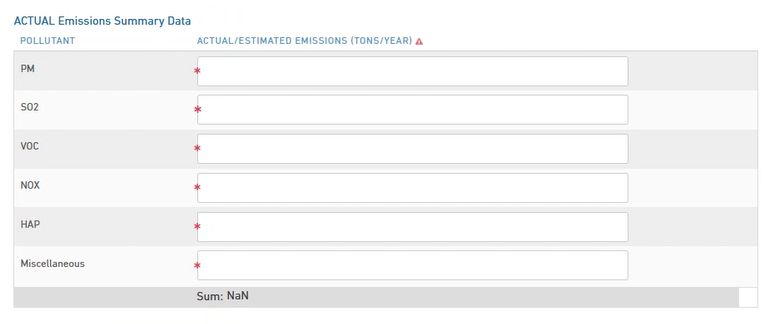 ACTUAL Emissions Summary Data
POLLUTANT ACTUAL/ESTIMATED EMISSIONS (TONS/YEAR)
PM *
SO2 *
VOC *
NOX *
HAP *
Miscellaneous *
Sum: NaN